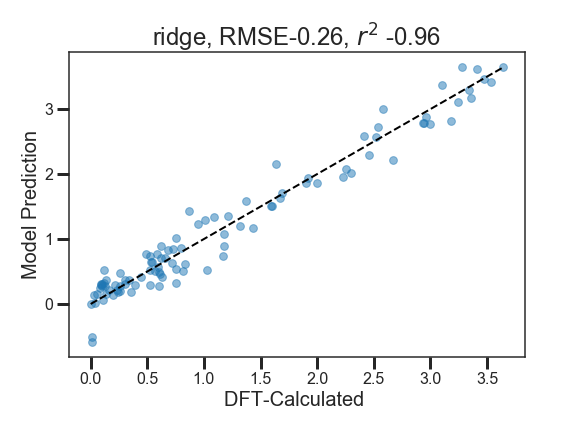 ridge, RMSE-0.26, r² -0.96
Model Prediction
3
2
1
0
0.0 0.5 1.0 1.5 2.0 2.5 3.0 3.5
DFT-Calculated